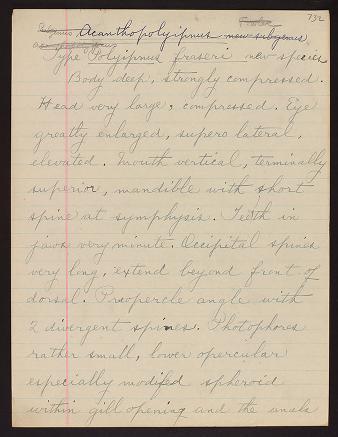 Fowler 732
Subgenus Acanthopolyipnus new subgenus
Type Polyipnus fraseri new species
Body deep, strongly compressed.
Head very large, compressed. Eye
greatly enlarged, supero lateral,
elevated. Mouth vertical, terminally
superior, mandible with short
spine at symphysis. Teeth in
jaws very minute. Occipital spines
very long, extend beyond front of
dorsal. Preopercle angle with
2 divergent spines. Photophores
rather small, lower opercular
especially modifed spheroid
within gill opening and the anals